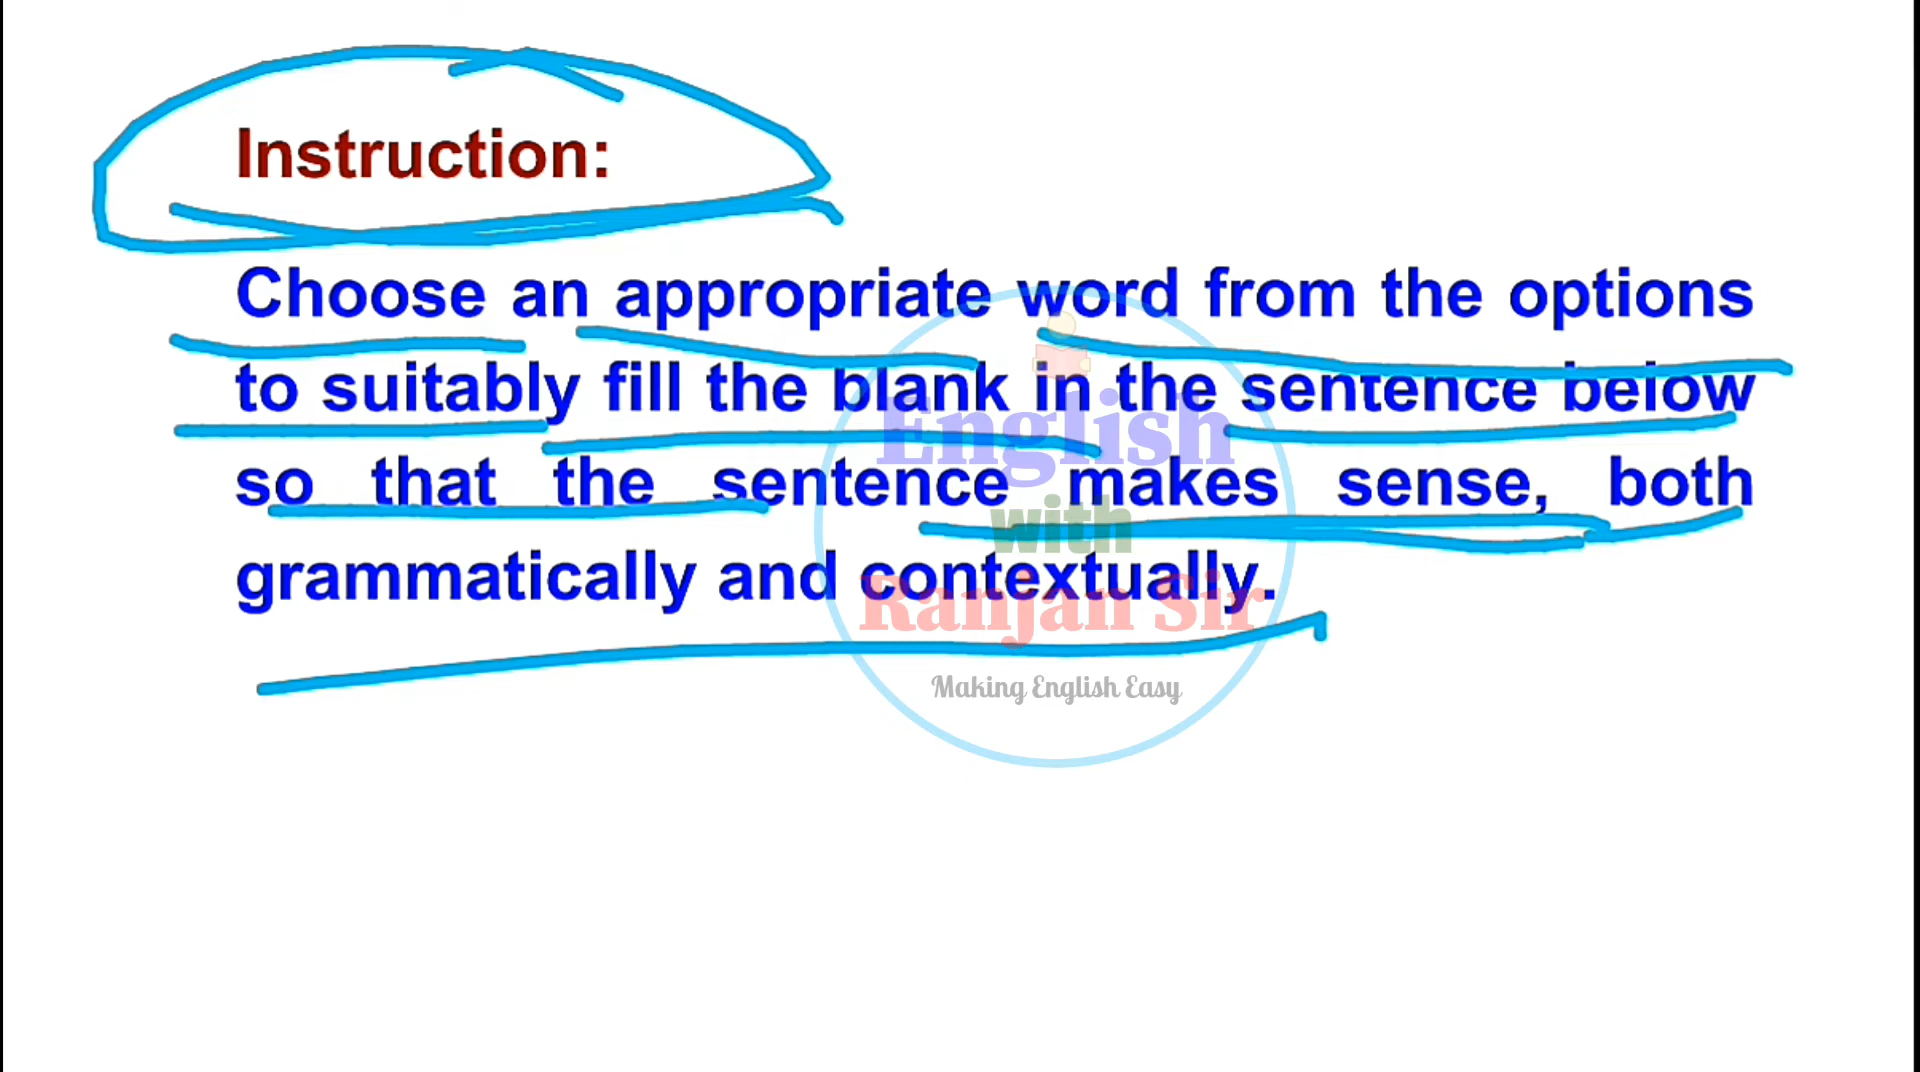 Instruction:
Choose an appropriate word from the options
to suitably fill the blank in the sentence below
so that the sentence makes sense, both
grammatically and contextually.
English
with
Ranjan Sir
Making English Easy